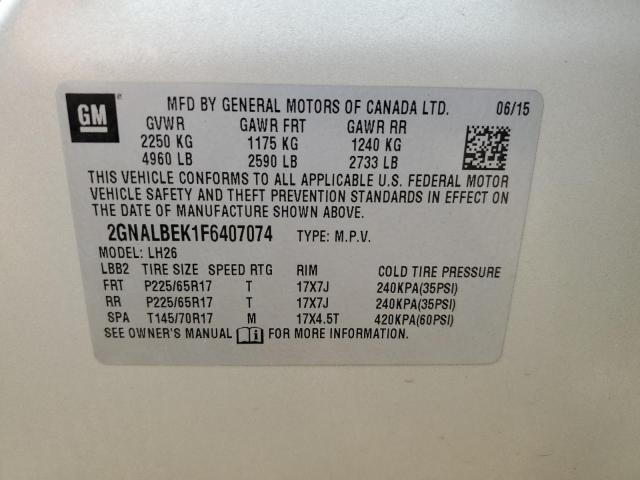 GM
MFD BY GENERAL MOTORS OF CANADA LTD. 06/15
GVWR GAWR FRT GAWR RR
2250 KG 1175 KG 1240 KG
4960 LB 2590 LB 2733 LB
THIS VEHICLE CONFORMS TO ALL APPLICABLE U.S. FEDERAL MOTOR
VEHICLE SAFETY AND THEFT PREVENTION STANDARDS IN EFFECT ON
THE DATE OF MANUFACTURE SHOWN ABOVE.
2GNALBEK1F6407074 TYPE: M.P.V.
MODEL: LH26
LBB2 TIRE SIZE SPEED RTG RIM COLD TIRE PRESSURE
FRT P225/65R17 T 17X7J 240KPA(35PSI)
RR P225/65R17 T 17X7J 240KPA(35PSI)
SPA T145/70R17 M 17X4.5T 420KPA(60PSI)
SEE OWNER'S MANUAL i FOR MORE INFORMATION.